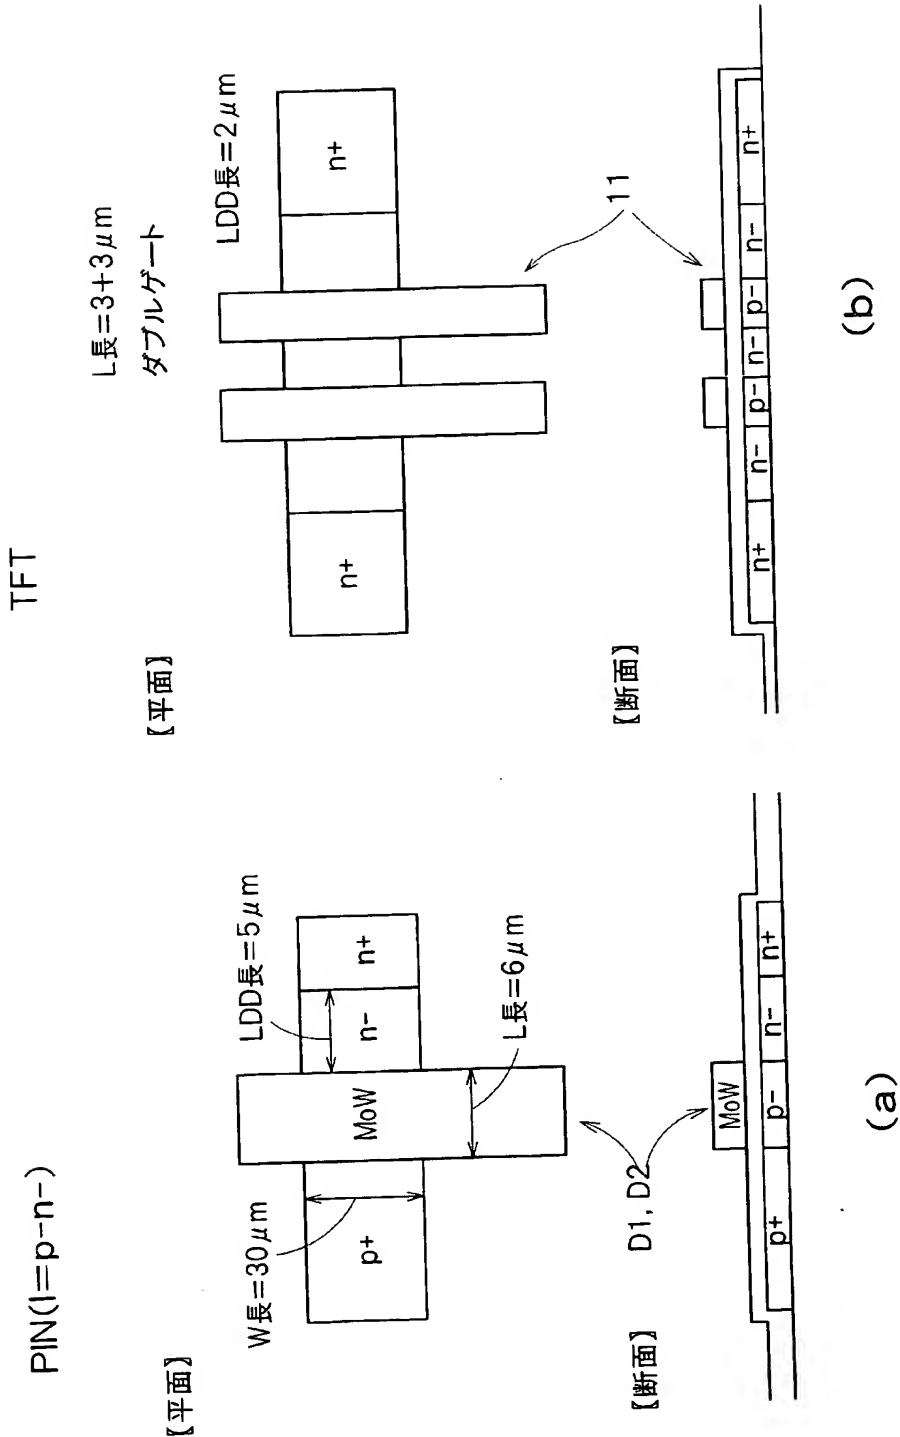 PIN(I=p-n-)
【平面】
W長=30μm
LDD長=5μm
p+
MoW
n-
n+
L長=6μm
D1, D2
【断面】
MoW
p+
p-
n-
n+
(a)
TFT
L長=3+3μm
ダブルゲート
【平面】
LDD長=2μm
n+
n+
11
【断面】
n+
n-
p-
n-
p-
n-
n+
(b)